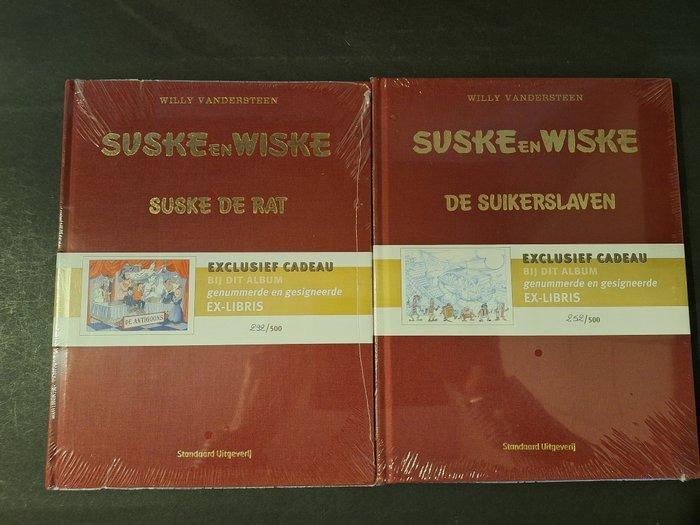 WILLY VANDERSTEEN
SUSKE EN WISKE
SUSKE DE RAT
EXCLUSIEF CADEAU
BIJ DIT ALBUM
genummerde en gesigneerde
EX-LIBRIS
292/500
DE ANTIGOONS
Standaard Uitgeverij
WILLY VANDERSTEEN
SUSKE EN WISKE
DE SUIKERSLAVEN
EXCLUSIEF CADEAU
BIJ DIT ALBUM
genummerde en gesigneerde
EX-LIBRIS
252/500
Standaard Uitgeverij